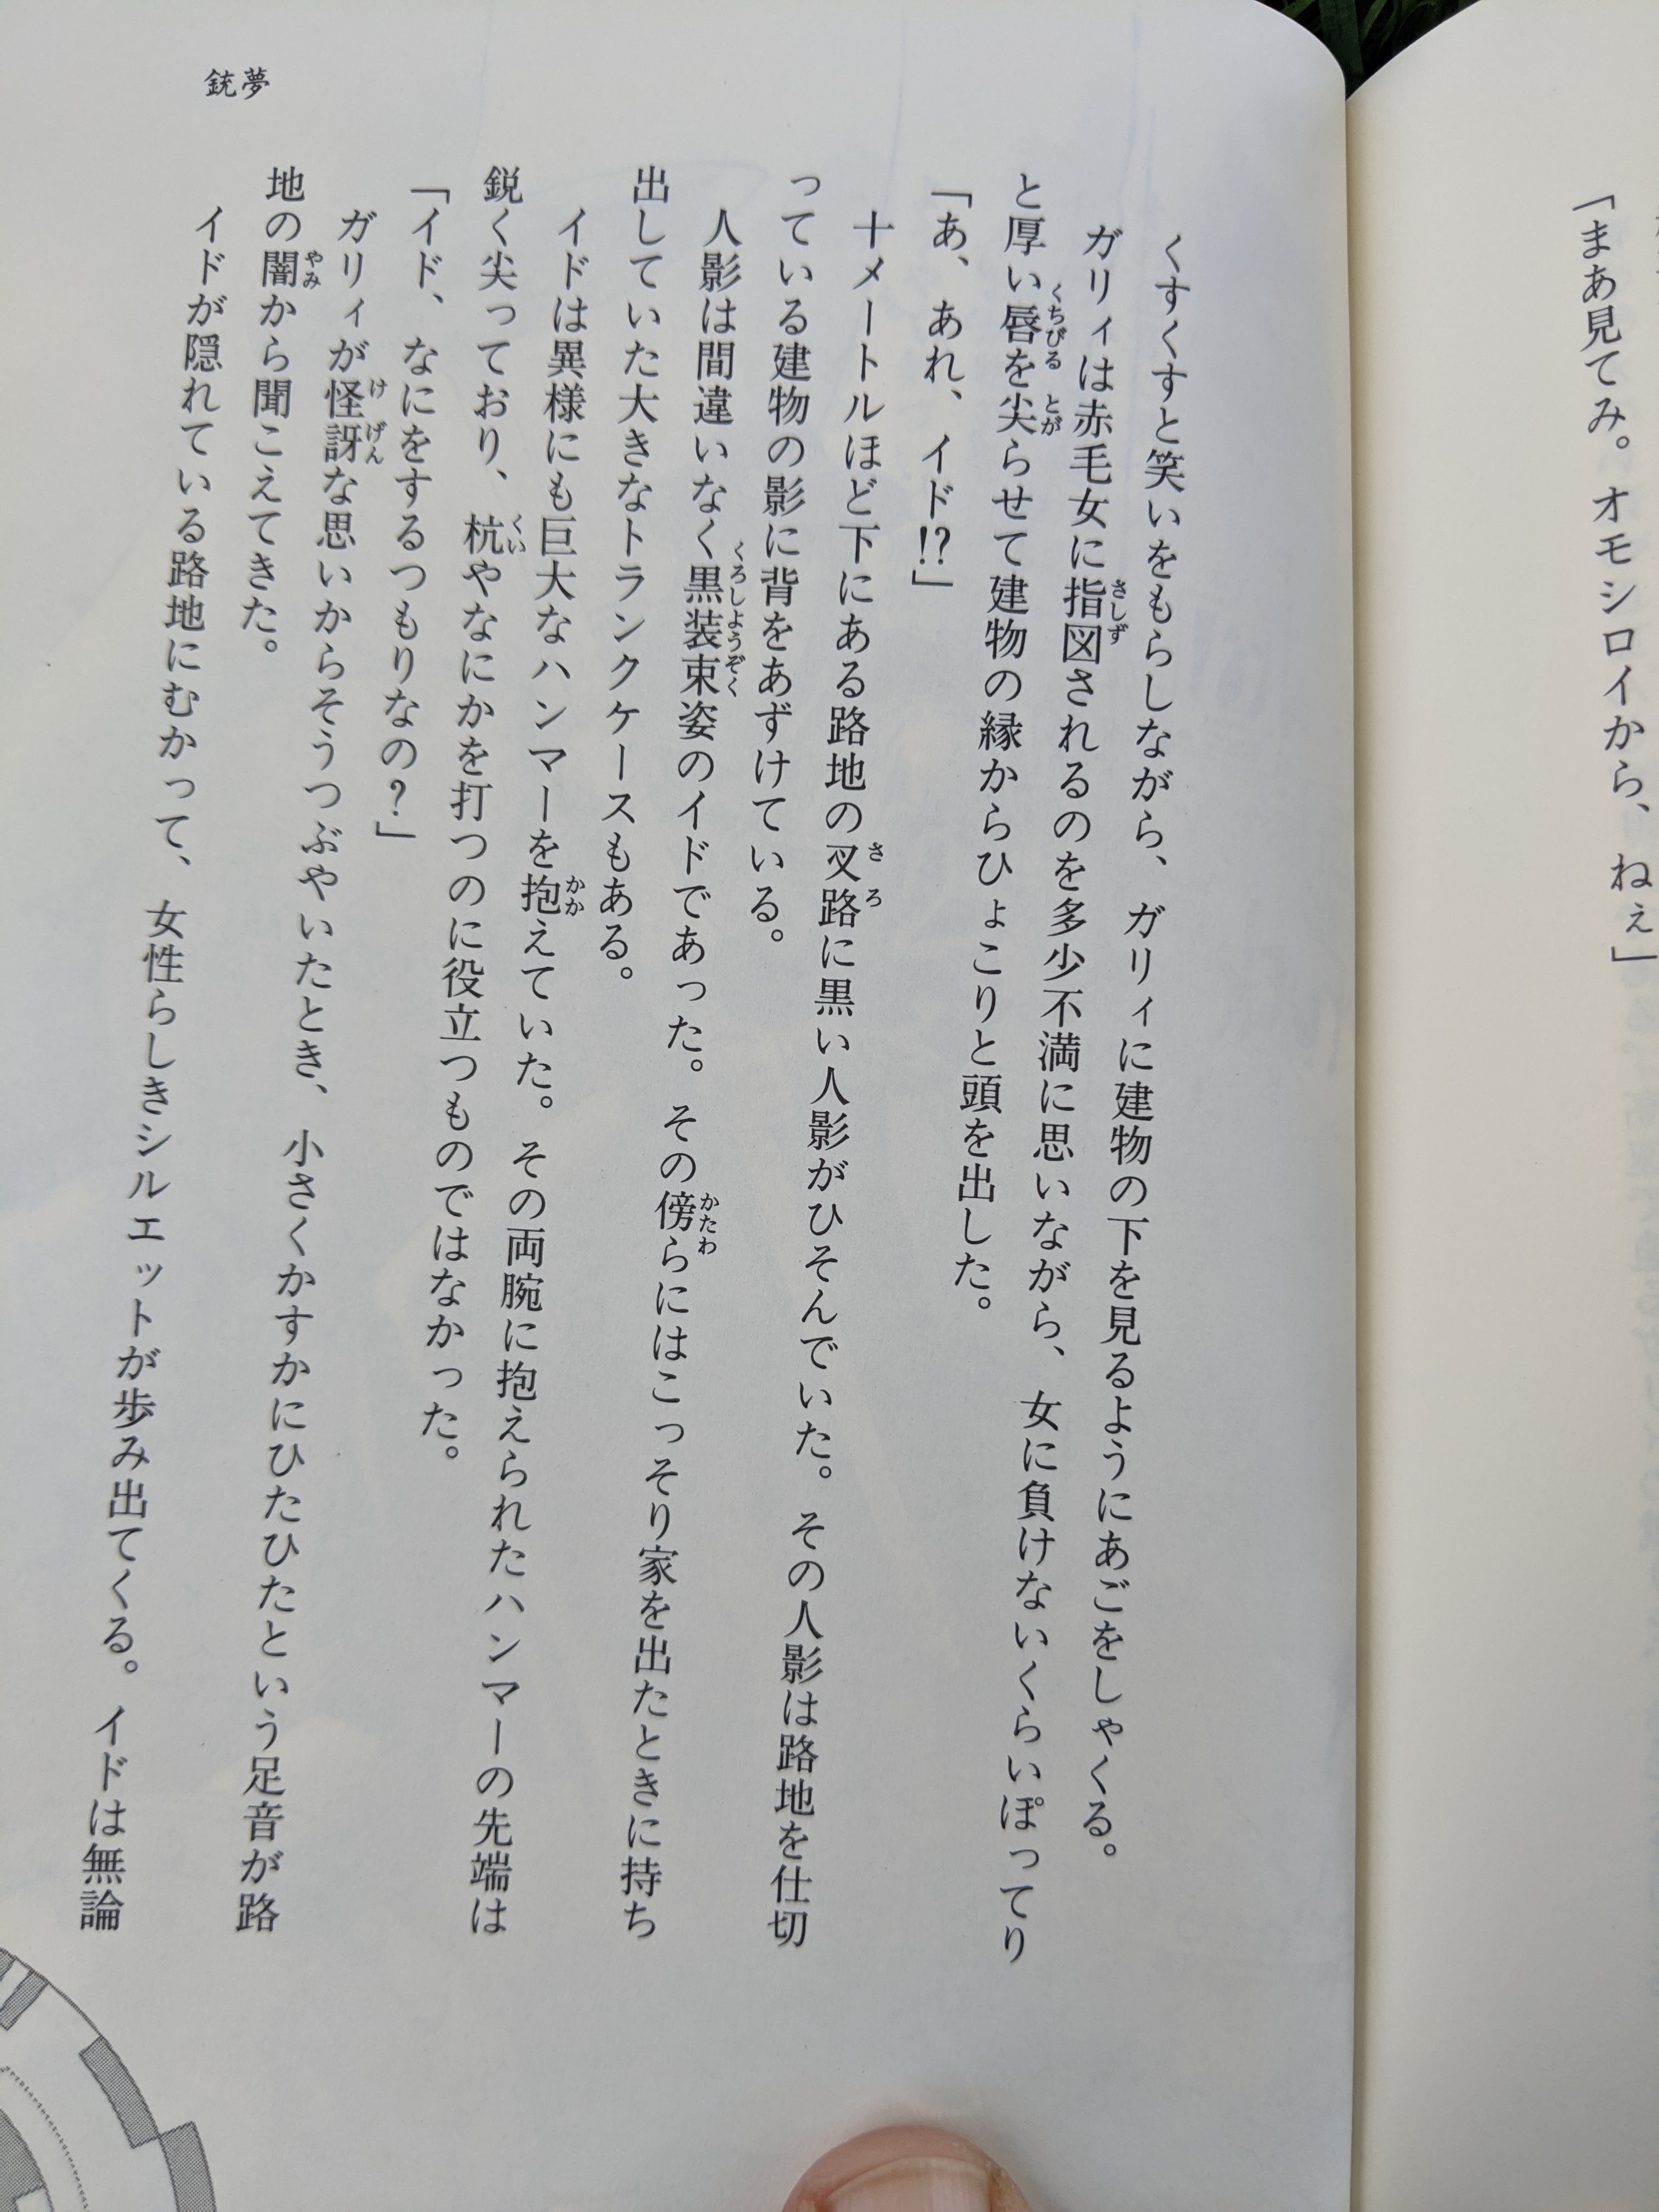 「まあ見てみ。オモシロイから、ねぇ」
くすくすと笑いをもらしながら、ガリィに建物の下を見るようにあごをしゃくる。
ガリィは赤毛女に指図されるのを多少不満に思いながら、女に負けないくらいぽってり
と厚い唇を尖らせて建物の縁からひょこりと頭を出した。
「あ、あれ、イド!?」
十メートルほど下にある路地の叉路に黒い人影がひそんでいた。その人影は路地を仕切
っている建物の影に背をあずけている。
人影は間違いなく黒装束姿のイドであった。その傍らにはこっそり家を出たときに持ち
出していた大きなトランクケースもある。
イドは異様にも巨大なハンマーを抱えていた。その両腕に抱えられたハンマーの先端は
鋭く尖っており、杭やなにかを打つのに役立つものではなかった。
「イド、なにをするつもりなの?」
ガリィが怪訝な思いからそうつぶやいたとき、小さくかすかにひたひたという足音が路
地の闇から聞こえてきた。
イドが隠れている路地にむかって、女性らしきシルエットが歩み出てくる。イドは無論
銃夢